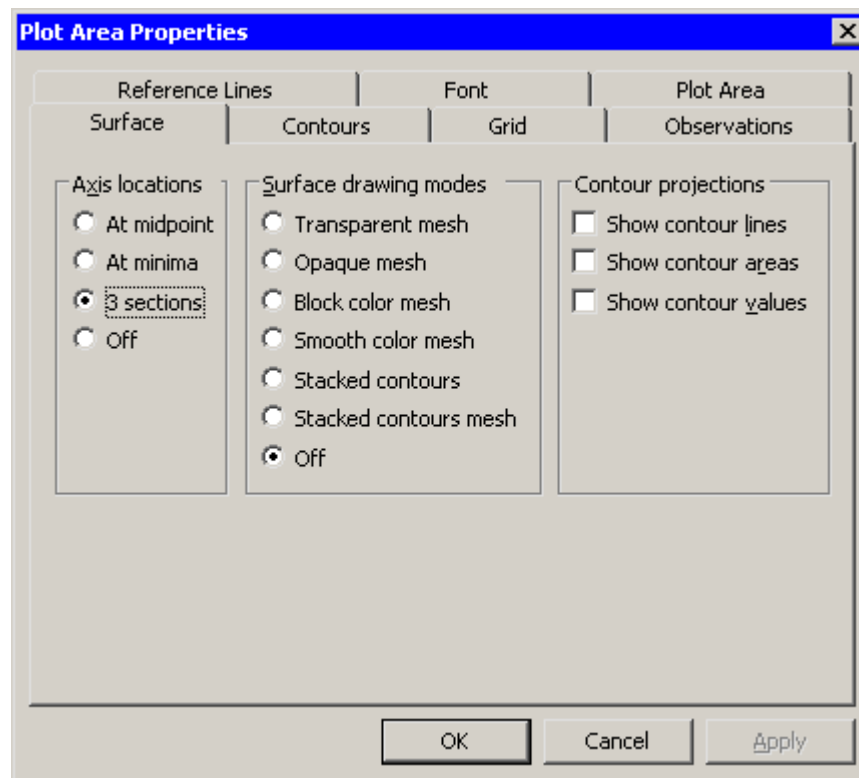 Plot Area Properties
Reference Lines Font Plot Area
Surface Contours Grid Observations
Axis locations
At midpoint
At minima
3 sections
Off
Surface drawing modes
Transparent mesh
Opaque mesh
Block color mesh
Smooth color mesh
Stacked contours
Stacked contours mesh
Off
Contour projections
Show contour lines
Show contour areas
Show contour values
OK Cancel Apply